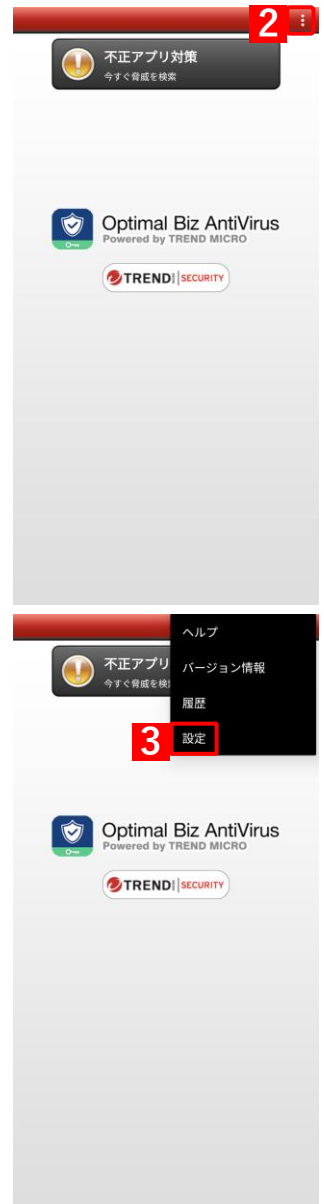 2
不正アプリ対策
今すぐ脅威を検索
Optimal Biz AntiVirus
Powered by TREND MICRO
TREND MICRO | SECURITY
ヘルプ
不正アプリ
バージョン情報
今すぐ脅威を検
履歴
3
設定
Optimal Biz AntiVirus
Powered by TREND MICRO
TREND MICRO | SECURITY